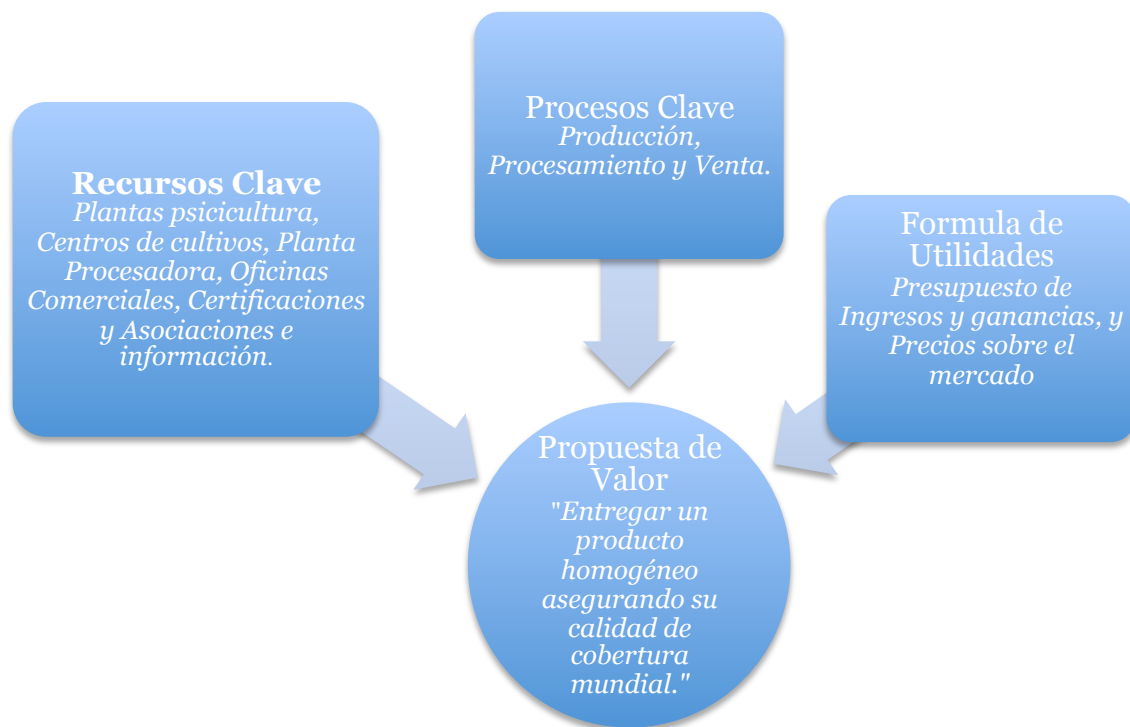 Procesos Clave
Producción,
Procesamiento y Venta.
Recursos Clave
Plantas psicicultura,
Centros de cultivos, Planta
Procesadora, Oficinas
Comerciales, Certificaciones
y Asociaciones e
información.
Formula de
Utilidades
Presupuesto de
Ingresos y ganancias, y
Precios sobre el
mercado
Propuesta de
Valor
"Entregar un
producto
homogéneo
asegurando su
calidad de
cobertura
mundial."